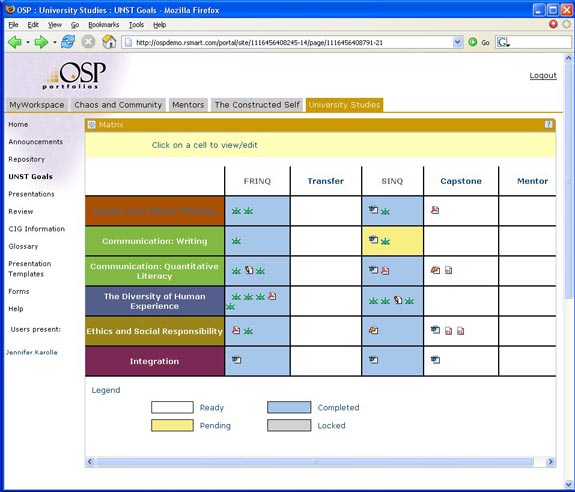 OSP : University Studies : UNST Goals - Mozilla Firefox
File Edit View Go Bookmarks Tools Help
http://ospdemo.rsmart.com/portal/site/1116456408245-14/page/1116456408791-21
Go
OSP
portfolios
Logout
MyWorkspace Chaos and Community Mentors The Constructed Self University Studies
Home
Announcements
Repository
UNST Goals
Presentations
Review
CIG Information
Glossary
Presentation
Templates
Forms
Help
Users present:
Jennifer Karolle
Matrix ?
Click on a cell to view/edit
FRINQ Transfer SINQ Capstone Mentor
Communication: Writing
Communication: Quantitative
Literacy
The Diversity of Human
Experience
Ethics and Social Responsibility
Integration
Legend
Ready Completed
Pending Locked